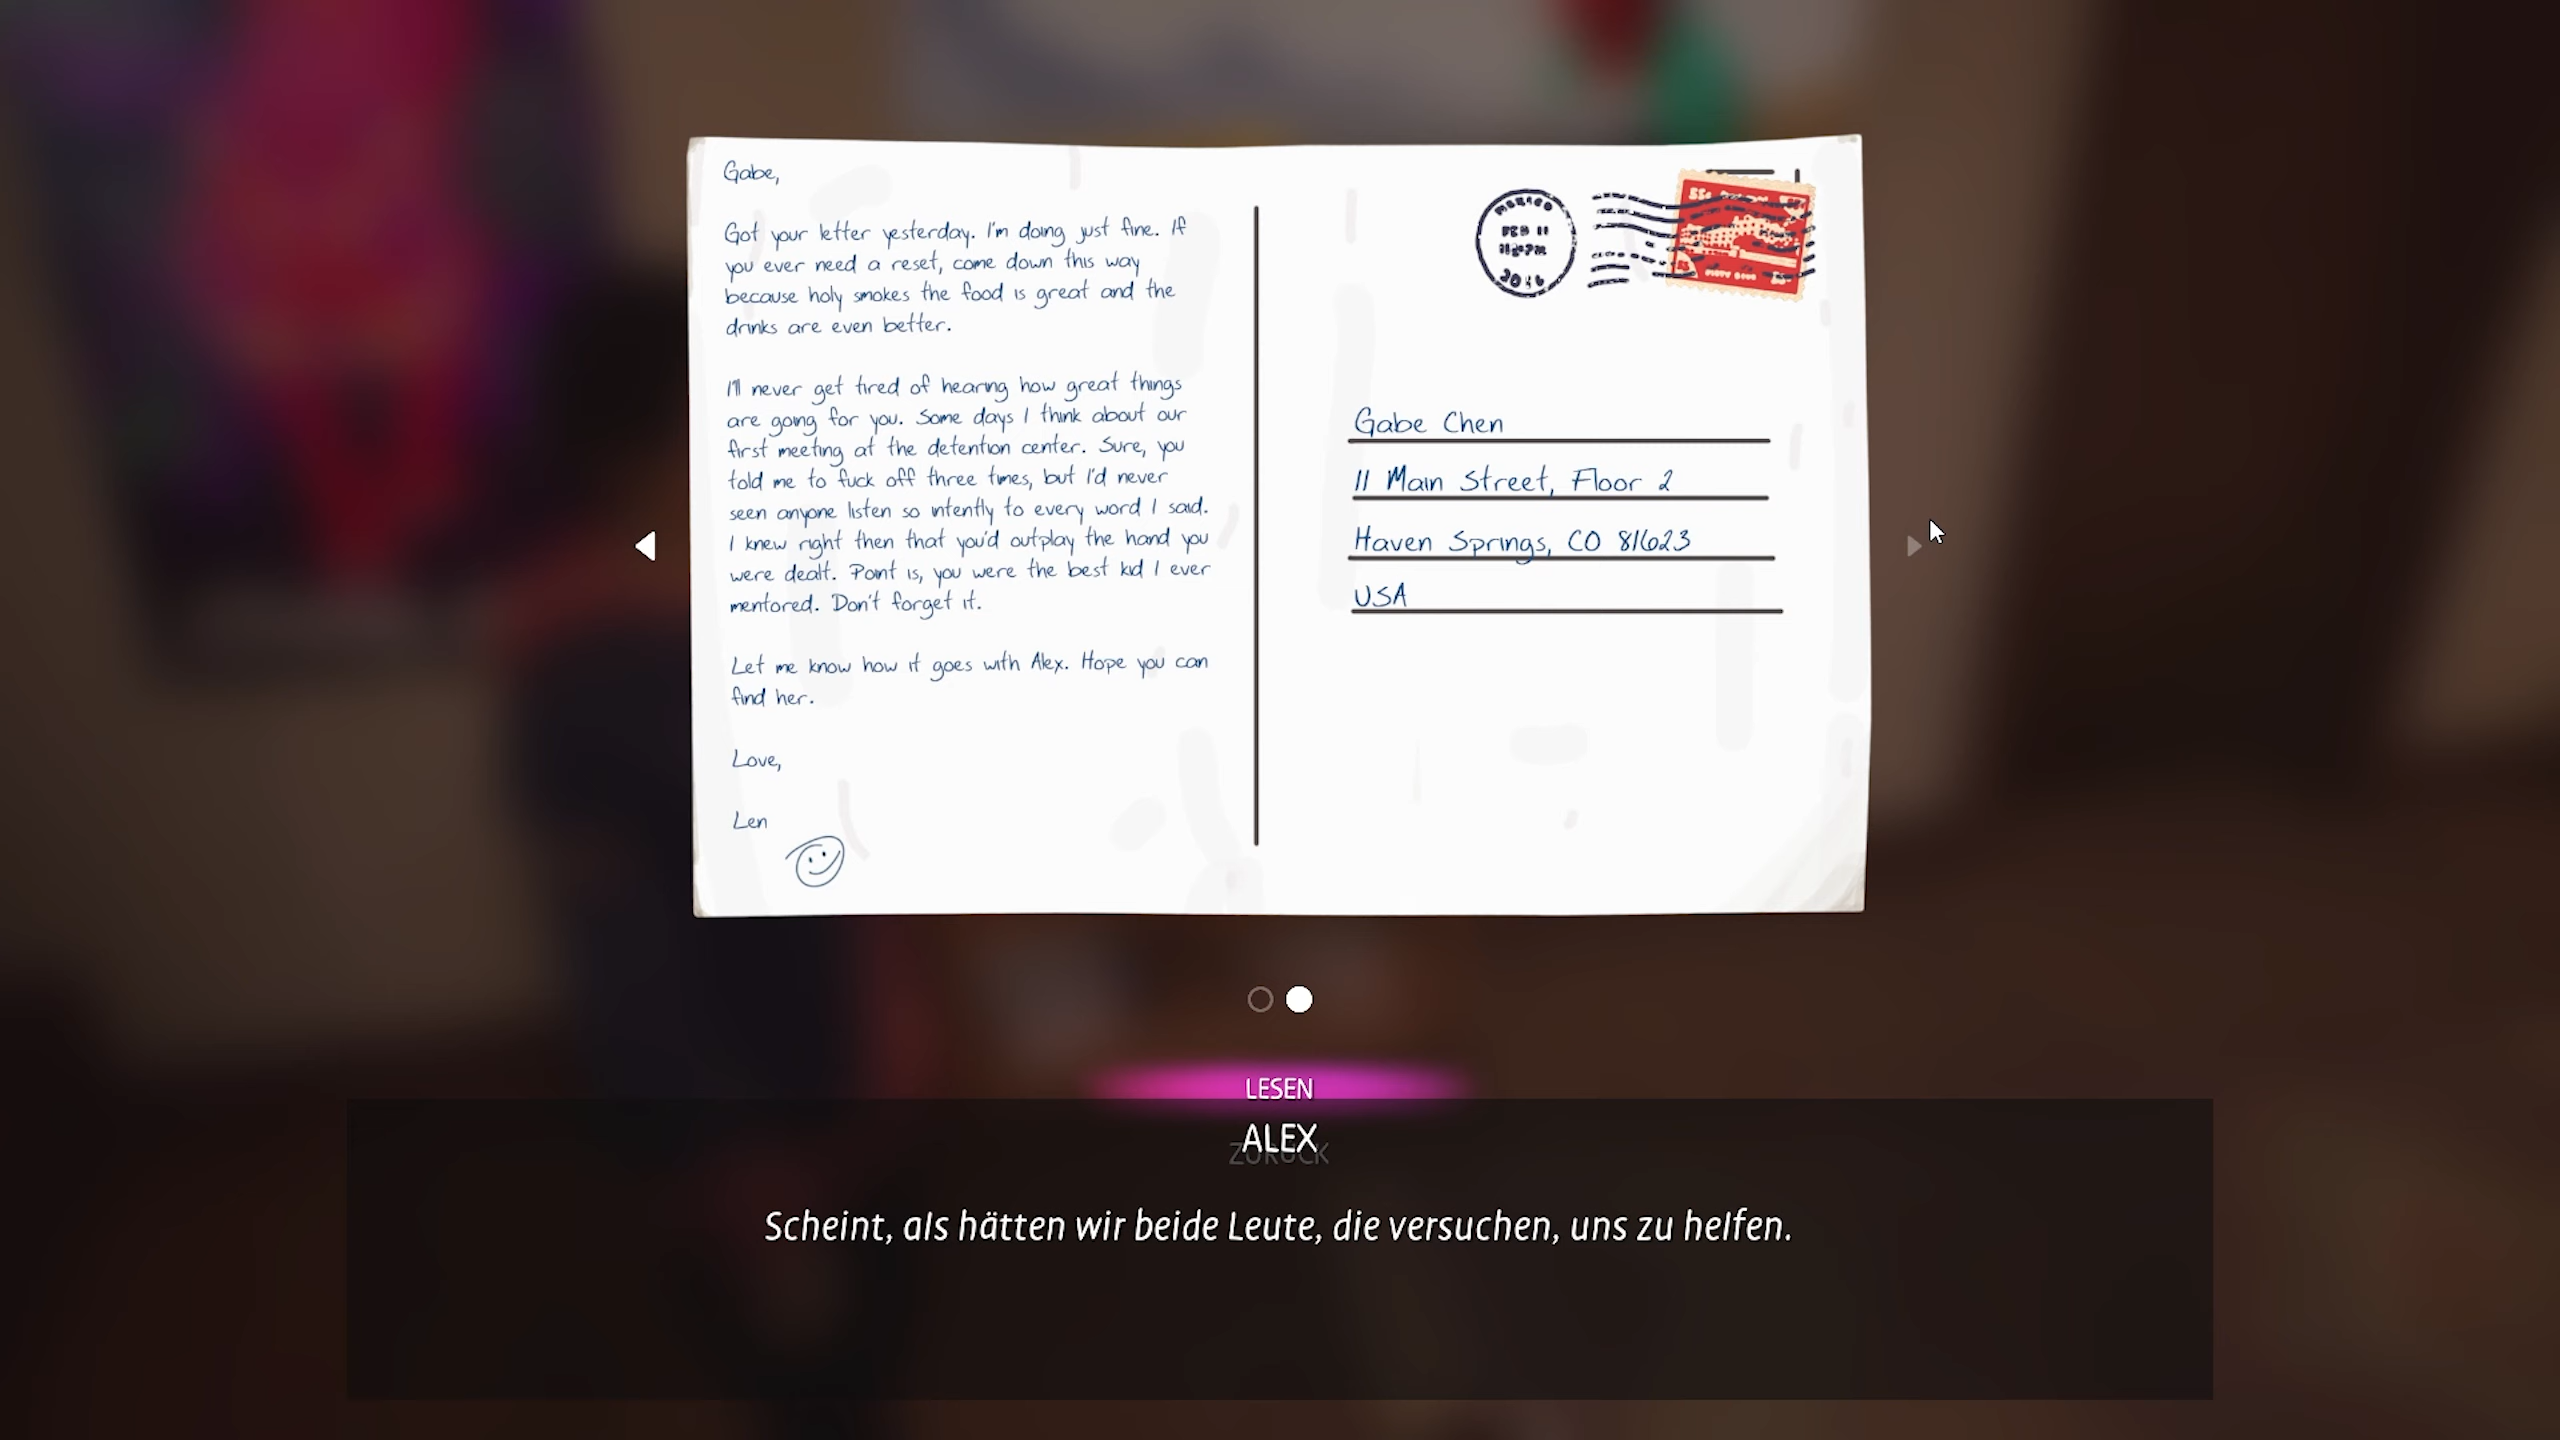 Gabe,
Got your letter yesterday. I'm doing just fine. If
you ever need a reset, come down this way
because holy smokes the food is great and the
drinks are even better.
I'll never get tired of hearing how great things
are going for you. Some days I think about our
first meeting at the detention center. Sure, you
told me to fuck off three times, but I'd never
seen anyone listen so intently to every word I said.
I knew right then that you'd outplay the hand you
were dealt. Point is, you were the best kid I ever
mentored. Don't forget it.
Let me know how it goes with Alex. Hope you can
find her.
Love,
Len
MEXICO
FEB 11
55¢
Gabe Chen
11 Main Street, Floor 2
Haven Springs, CO 81623
USA
LESEN
ALEX
ZURÜCK
Scheint, als hätten wir beide Leute, die versuchen, uns zu helfen.